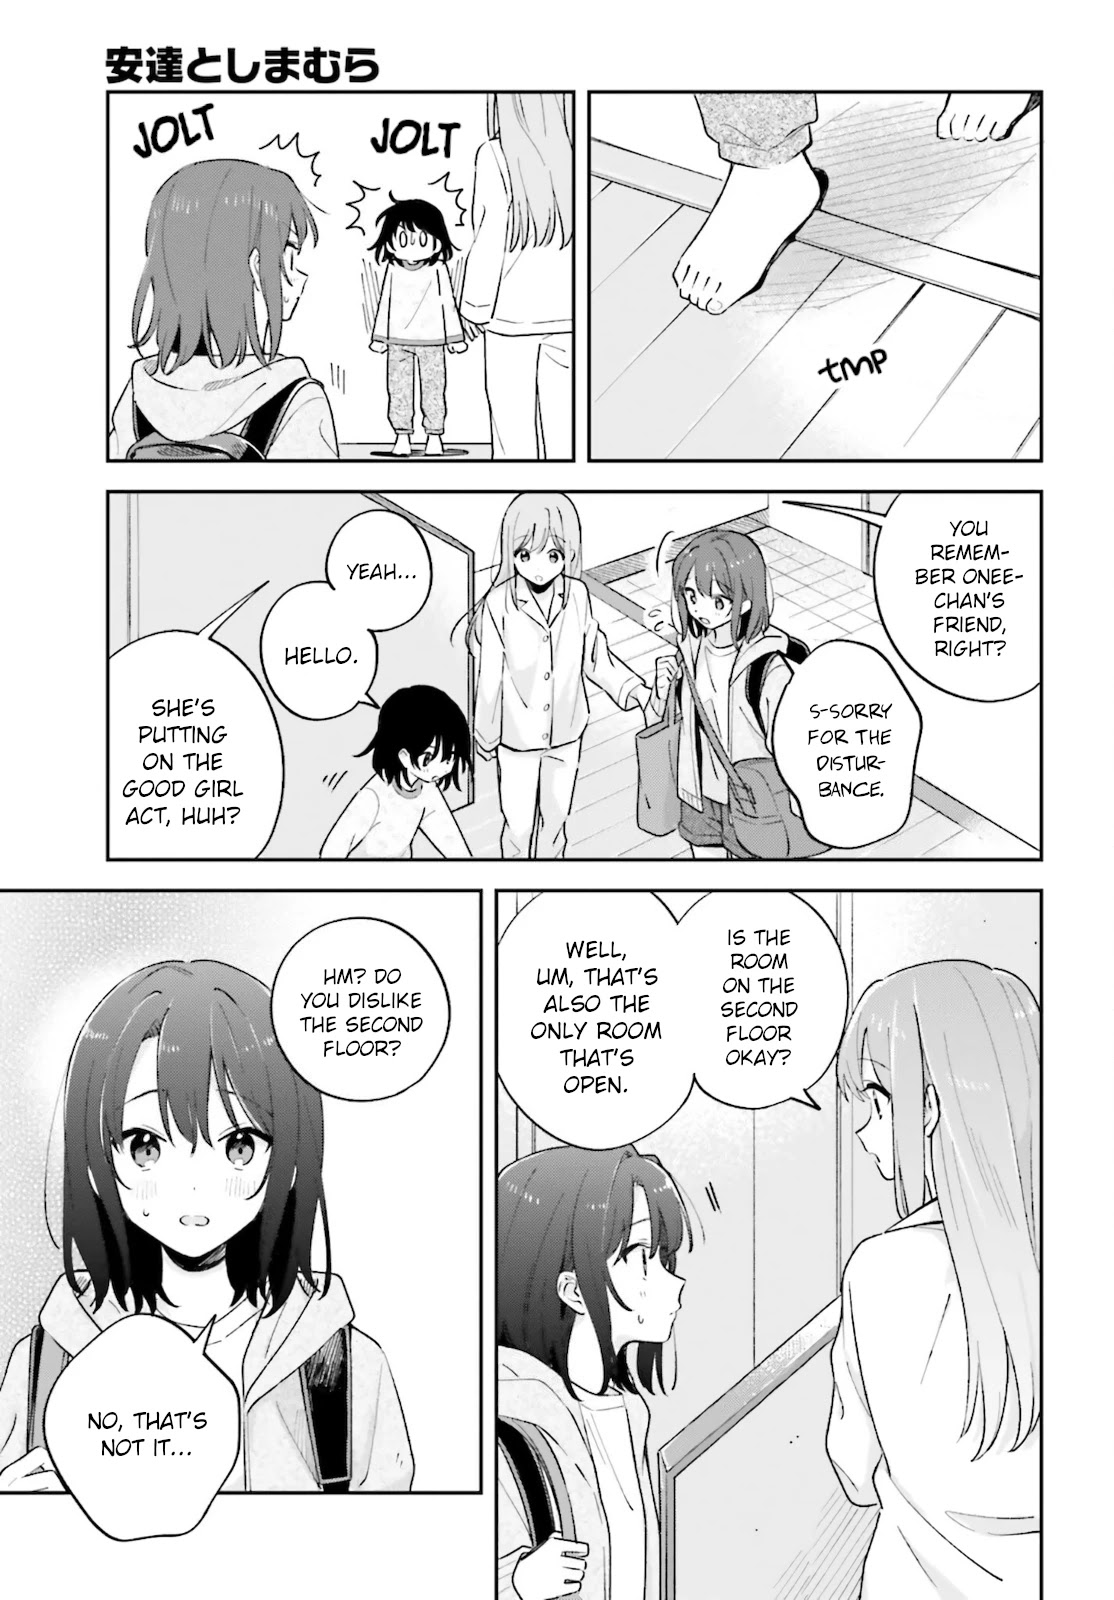 安達としまむら
tmp
JOLT
JOLT
YOU
REMEM-
BER ONEE-
CHAN'S
FRIEND,
RIGHT?
S-SORRY
FOR THE
DISTUR-
BANCE.
YEAH...
HELLO.
SHE'S
PUTTING
ON THE
GOOD GIRL
ACT, HUH?
IS THE
ROOM
ON THE
SECOND
FLOOR
OKAY?
WELL,
UM, THAT'S
ALSO THE
ONLY ROOM
THAT'S
OPEN.
HM? DO
YOU DISLIKE
THE SECOND
FLOOR?
NO, THAT'S
NOT IT...